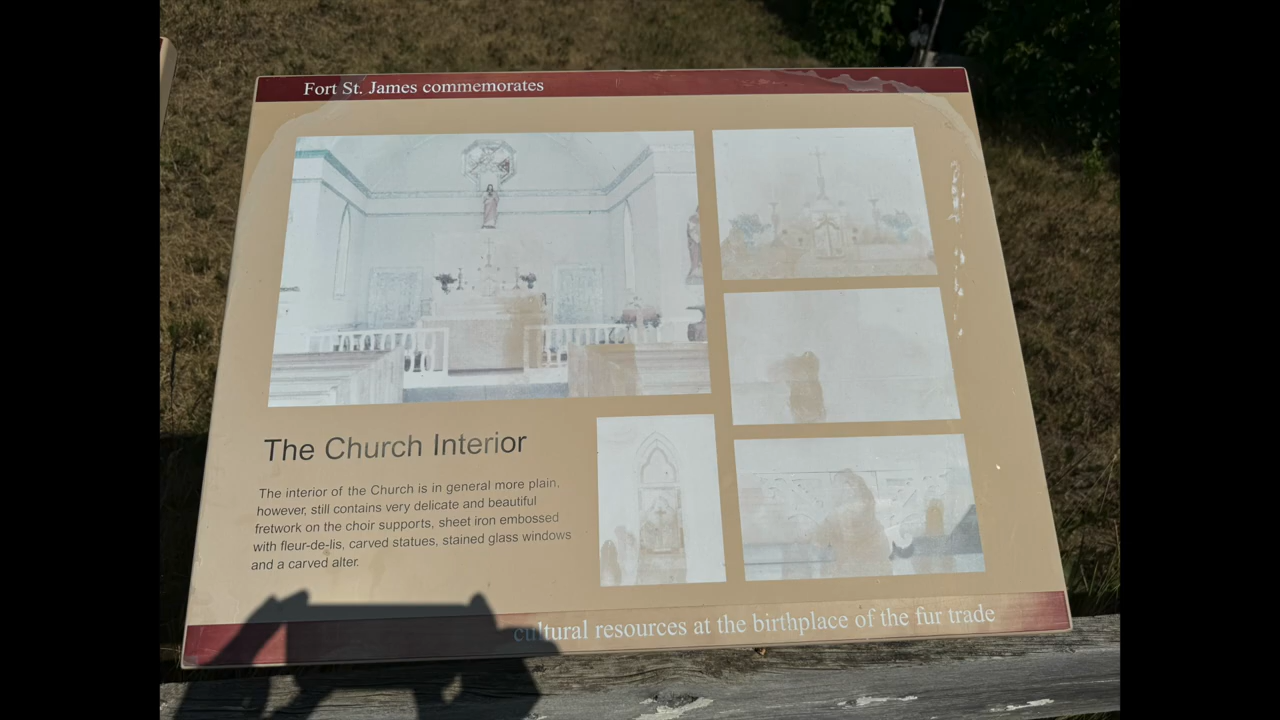 Fort St. James commemorates
The Church Interior
The interior of the Church is in general more plain,
however, still contains very delicate and beautiful
fretwork on the choir supports, sheet iron embossed
with fleur-de-lis, carved statues, stained glass windows
and a carved alter.
cultural resources at the birthplace of the fur trade